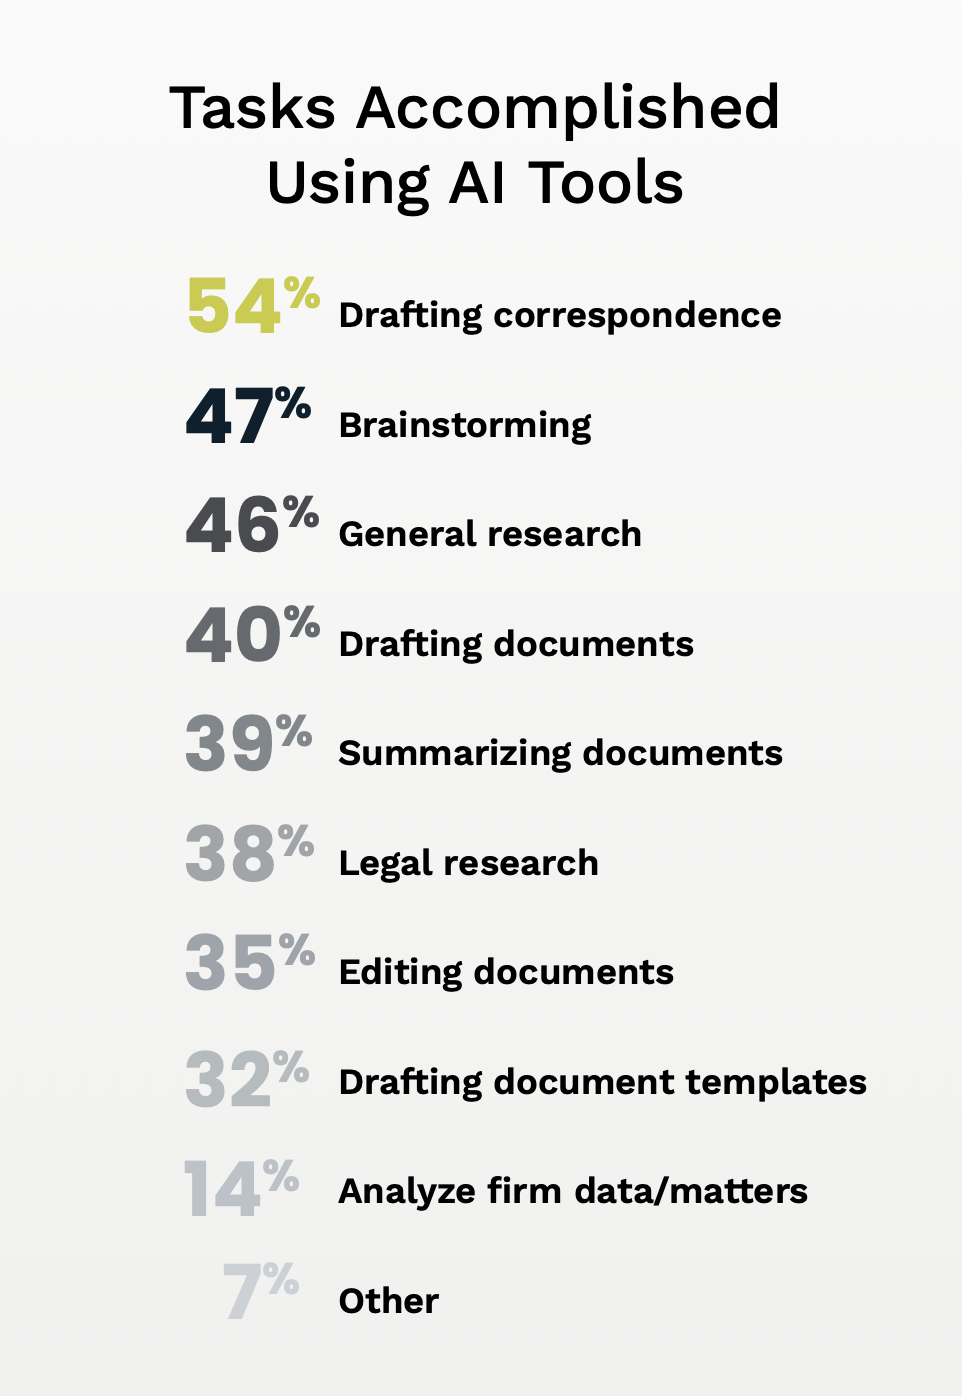 Tasks Accomplished
Using AI Tools
54% Drafting correspondence
47% Brainstorming
46% General research
40% Drafting documents
39% Summarizing documents
38% Legal research
35% Editing documents
32% Drafting document templates
14% Analyze firm data/matters
7% Other